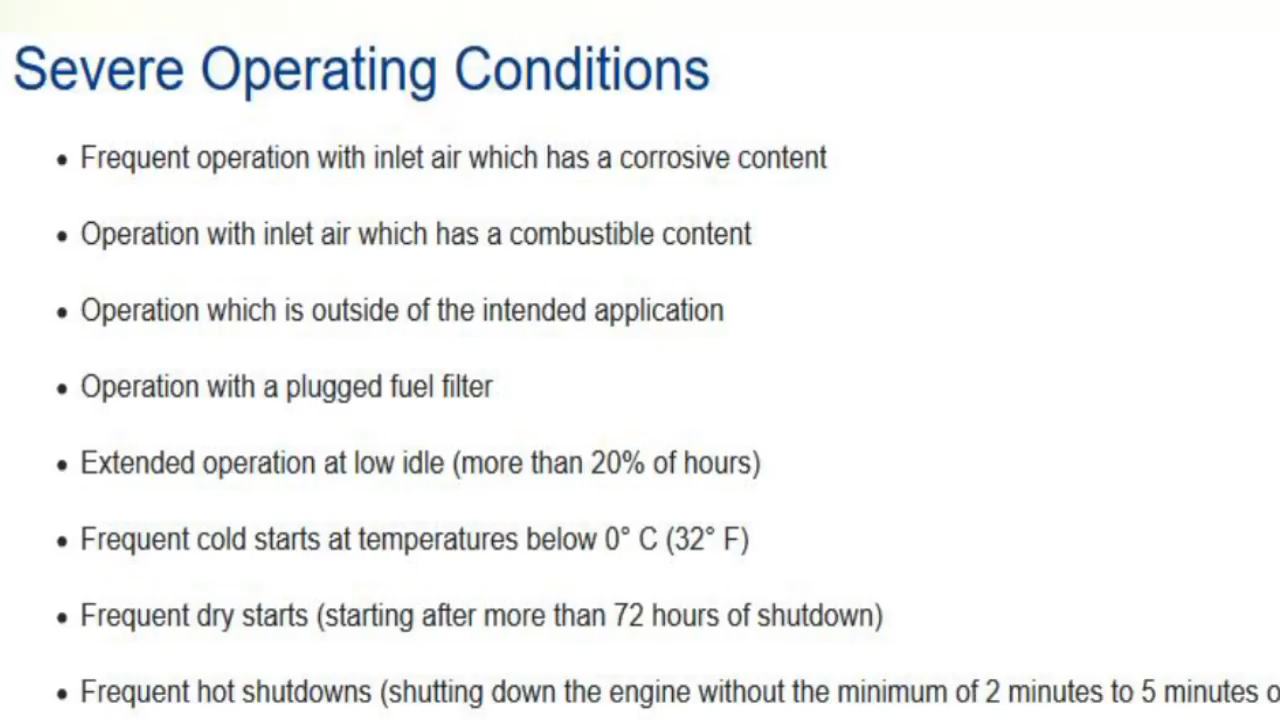 Severe Operating Conditions
• Frequent operation with inlet air which has a corrosive content
• Operation with inlet air which has a combustible content
• Operation which is outside of the intended application
• Operation with a plugged fuel filter
• Extended operation at low idle (more than 20% of hours)
• Frequent cold starts at temperatures below 0° C (32° F)
• Frequent dry starts (starting after more than 72 hours of shutdown)
• Frequent hot shutdowns (shutting down the engine without the minimum of 2 minutes to 5 minutes